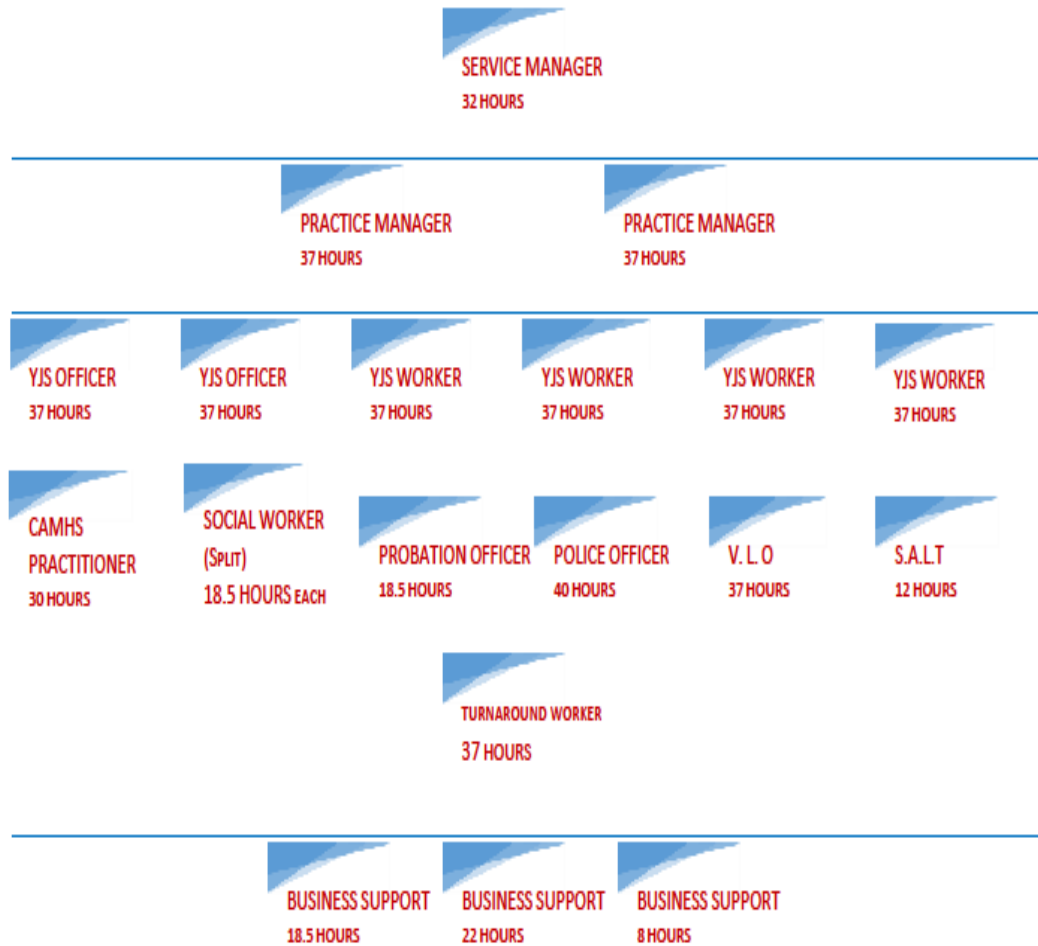 SERVICE MANAGER
32 HOURS
PRACTICE MANAGER
37 HOURS
PRACTICE MANAGER
37 HOURS
YJS OFFICER
37 HOURS
YJS OFFICER
37 HOURS
YJS WORKER
37 HOURS
YJS WORKER
37 HOURS
YJS WORKER
37 HOURS
YJS WORKER
37 HOURS
CAMHS
PRACTITIONER
30 HOURS
SOCIAL WORKER
(SPLIT)
18.5 HOURS EACH
PROBATION OFFICER
18.5 HOURS
POLICE OFFICER
40 HOURS
V. L. O
37 HOURS
S.A.L.T
12 HOURS
TURNAROUND WORKER
37 HOURS
BUSINESS SUPPORT
18.5 HOURS
BUSINESS SUPPORT
22 HOURS
BUSINESS SUPPORT
8 HOURS